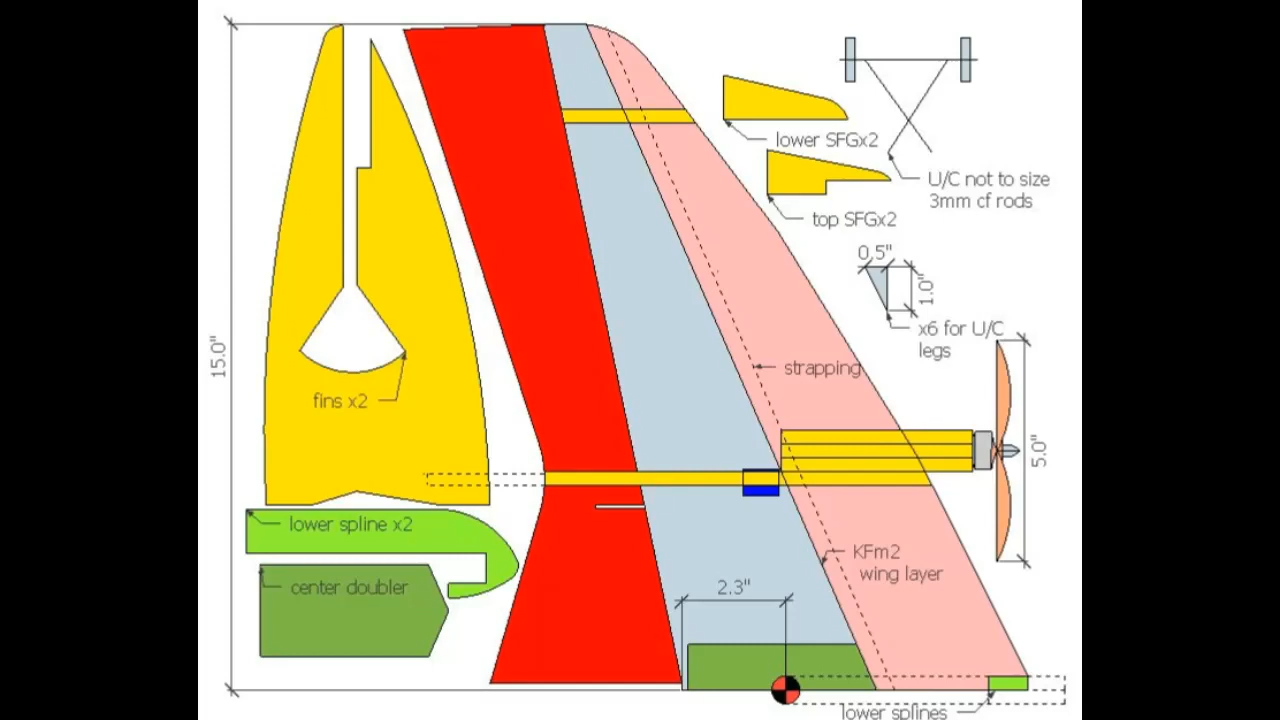 lower SFGx2
U/C not to size
3mm cf rods
top SFGx2
0.5"
1.0"
x6 for U/C
legs
15.0"
strapping
fins x2
5.0"
lower spline x2
KFm2
wing layer
center doubler
2.3"
lower splines